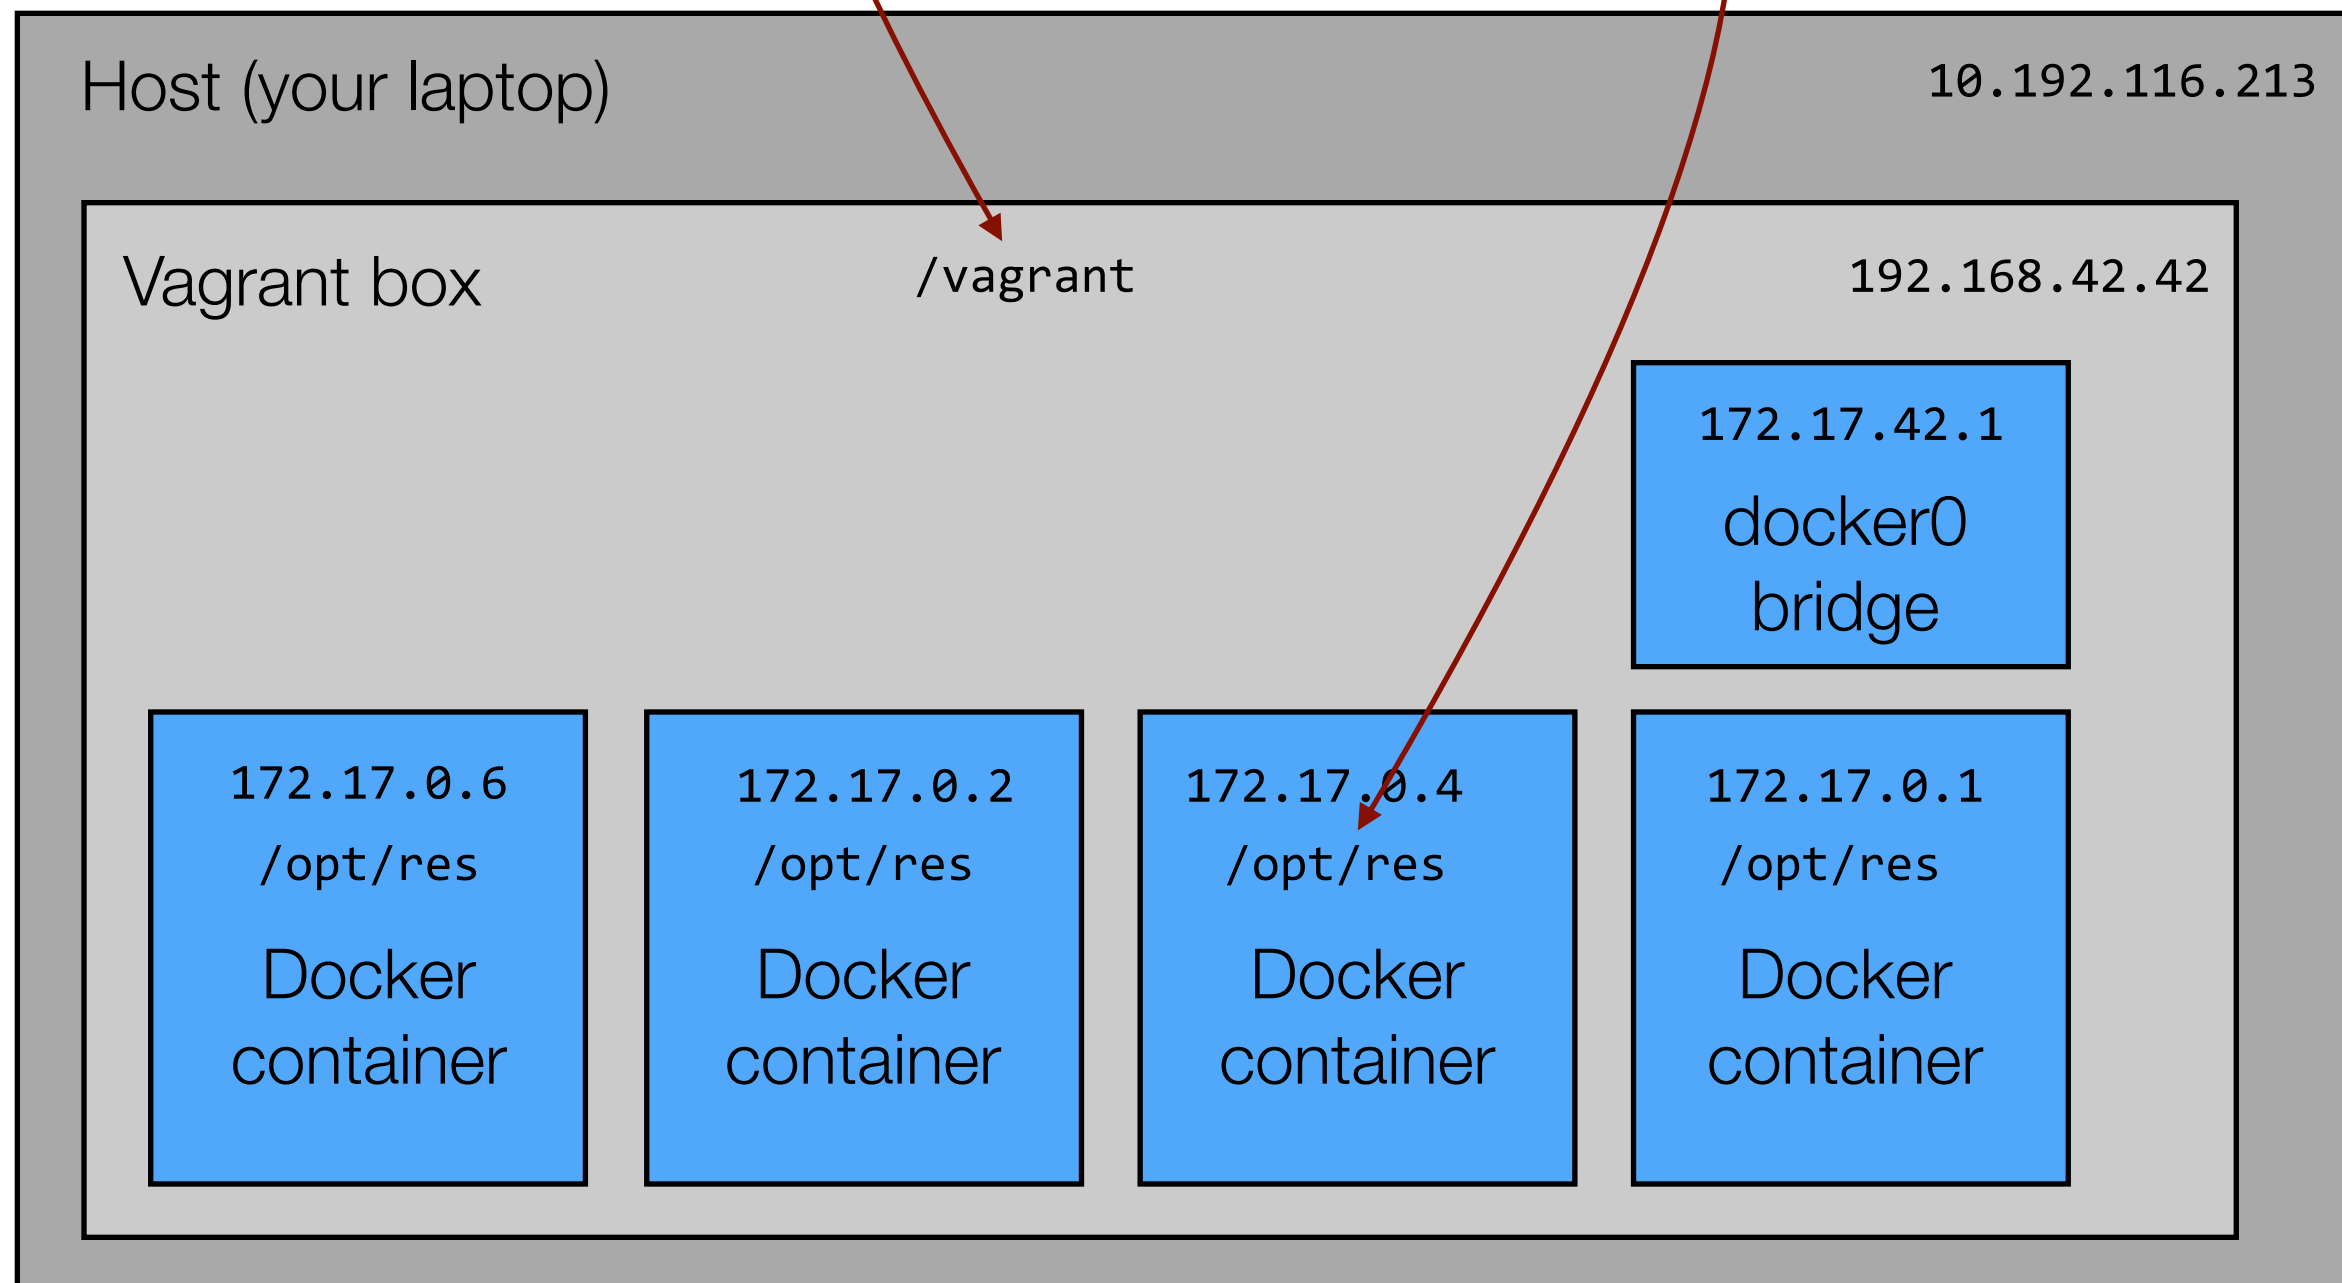 Host (your laptop)
10.192.116.213
Vagrant box
/vagrant
192.168.42.42
172.17.42.1
docker0
bridge
172.17.0.6
/opt/res
Docker
container
172.17.0.2
/opt/res
Docker
container
172.17.0.4
/opt/res
Docker
container
172.17.0.1
/opt/res
Docker
container